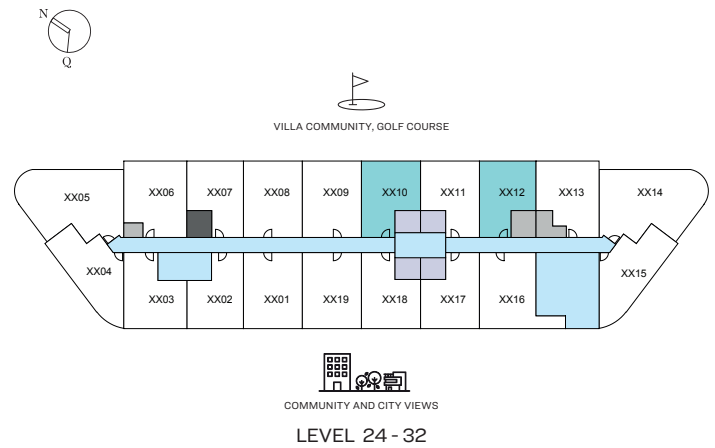 N
Q
VILLA COMMUNITY, GOLF COURSE
XX05
XX06
XX07
XX08
XX09
XX10
XX11
XX12
XX13
XX14
XX04
XX03
XX02
XX01
XX19
XX18
XX17
XX16
XX15
COMMUNITY AND CITY VIEWS
LEVEL 24 - 32